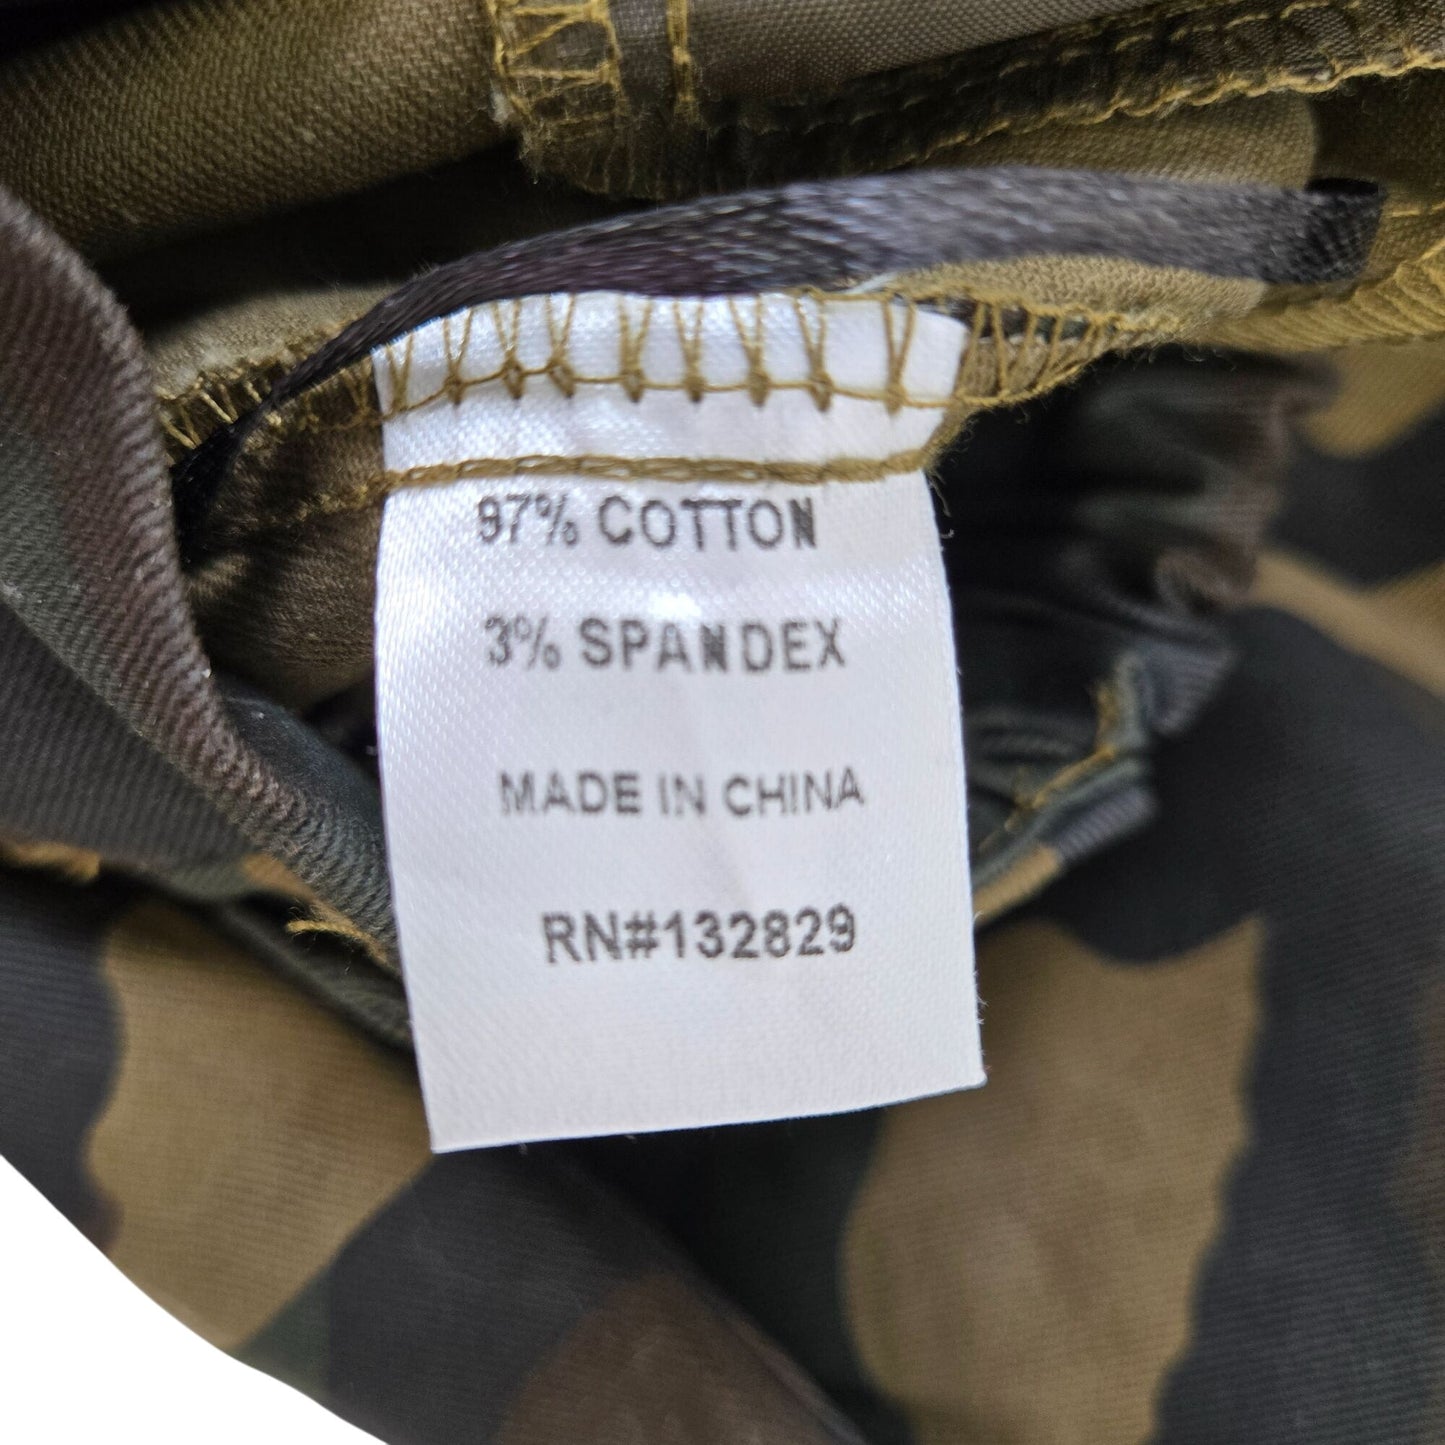 97% COTTON
3% SPANDEX
MADE IN CHINA
RN#132829